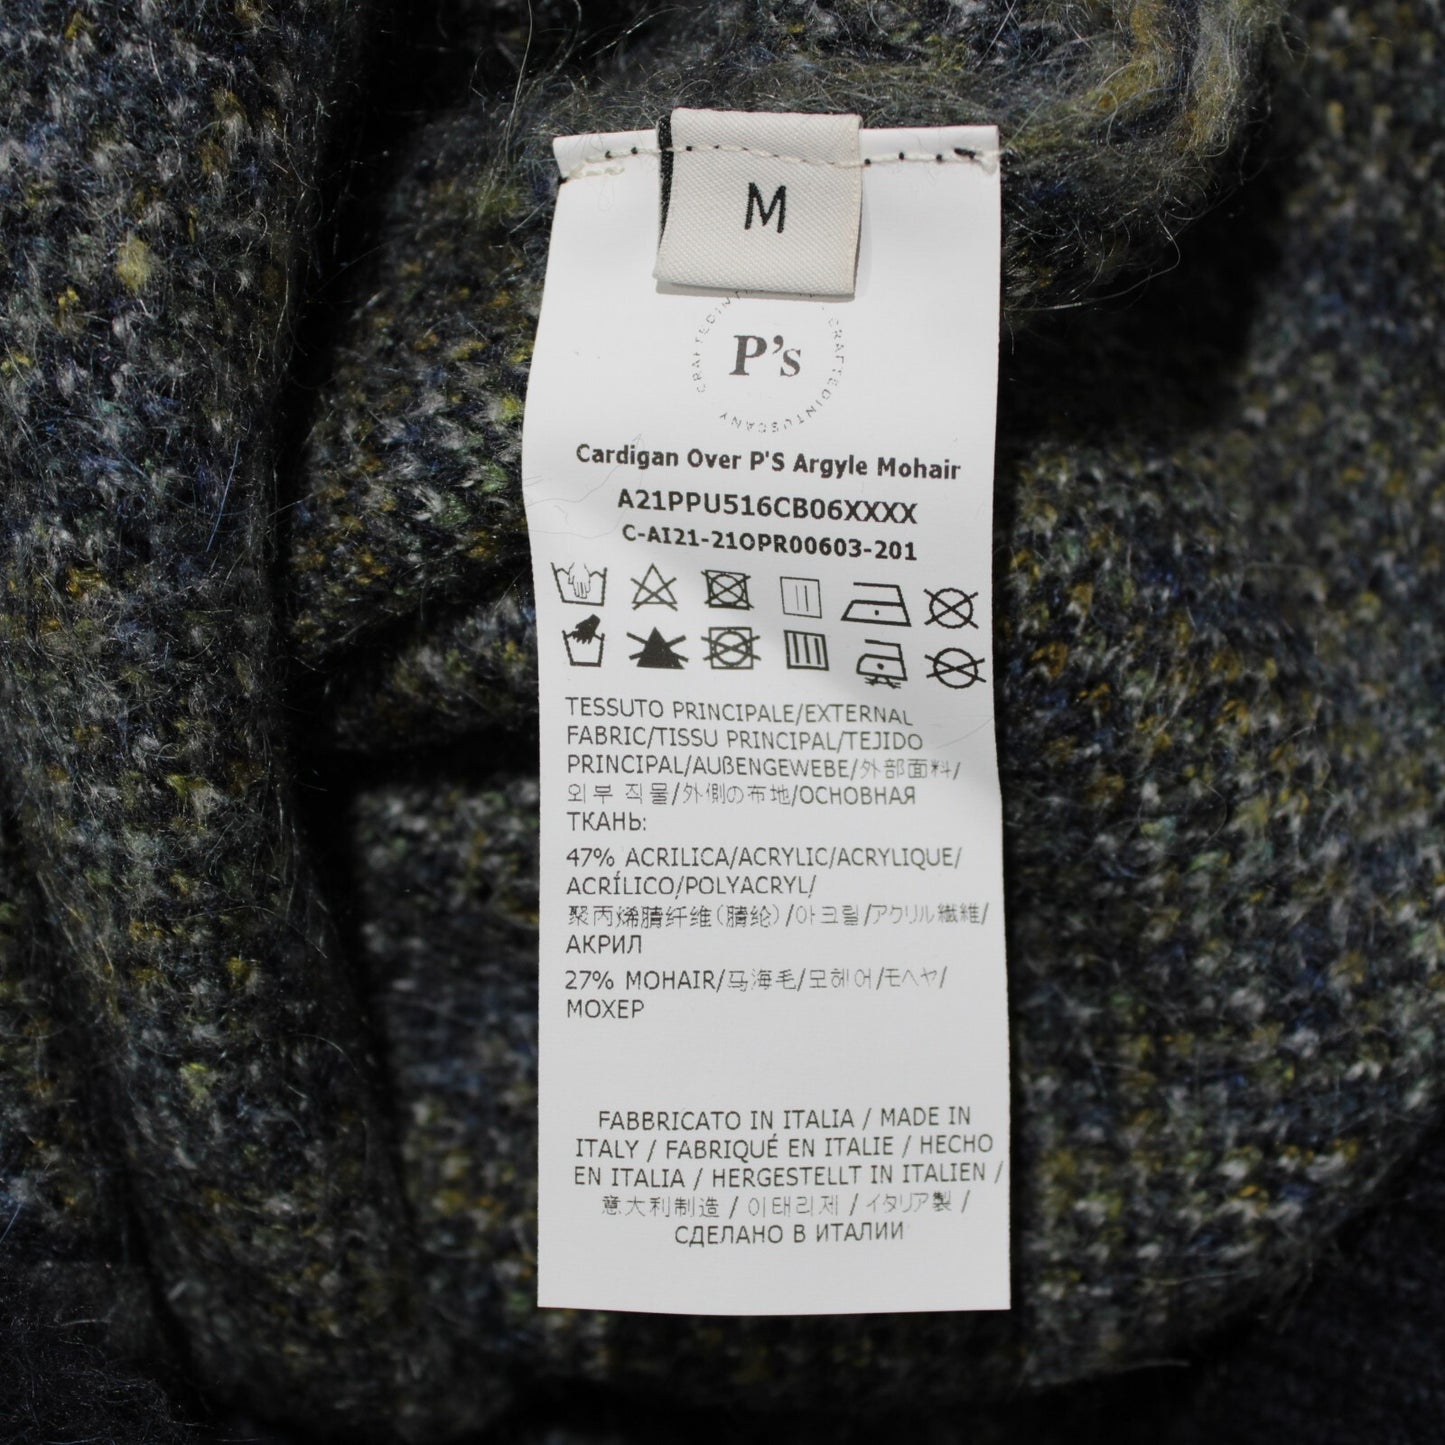 M
CRAFTEDINTUSCANY
P's
Cardigan Over P'S Argyle Mohair
A21PPU516CB06XXXX
C-AI21-21OPR00603-201
TESSUTO PRINCIPALE/EXTERNAL
FABRIC/TISSU PRINCIPAL/TEJIDO
PRINCIPAL/AUßENGEWEBE/外部面料/
외부 직물/外側の布地/ОСНОВНАЯ
ТКАНЬ:
47% ACRILICA/ACRYLIC/ACRYLIQUE/
ACRÍLICO/POLYACRYL/
聚丙烯腈纤维(腈纶)/아크릴/アクリル繊維/
АКРИЛ
27% MOHAIR/马海毛/모헤어/モヘヤ/
МОХЕР
FABBRICATO IN ITALIA / MADE IN
ITALY / FABRIQUÉ EN ITALIE / HECHO
EN ITALIA / HERGESTELLT IN ITALIEN /
意大利制造 / 이태리제 / イタリア製 /
СДЕЛАНО В ИТАЛИИ